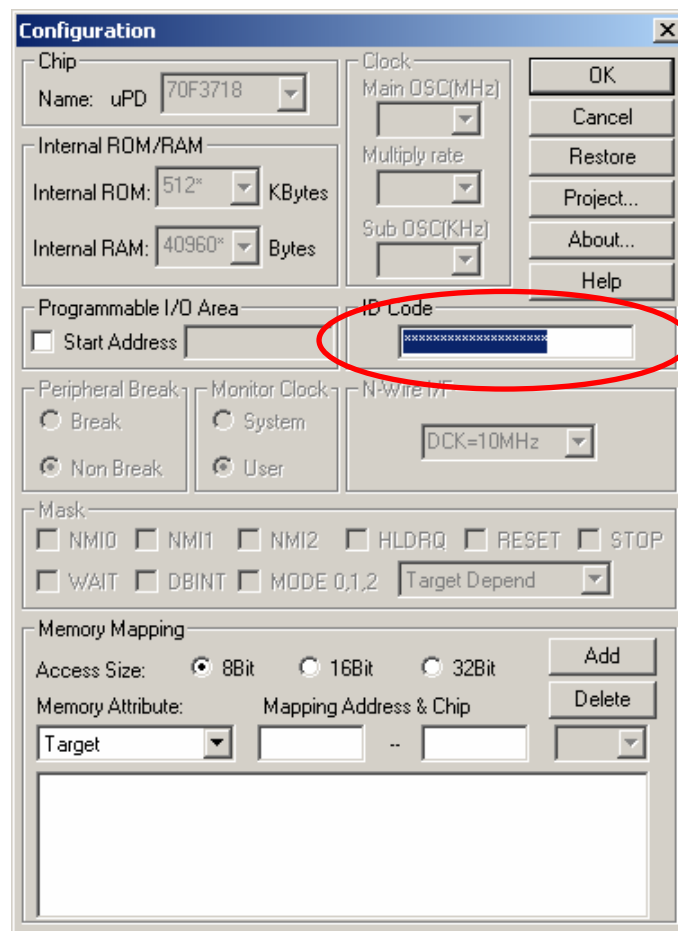 Configuration
Chip
Name: uPD 70F3718
Clock
Main OSC(MHz)
Multiply rate
Sub OSC(KHz)
OK
Cancel
Restore
Project...
About...
Help
Internal ROM/RAM
Internal ROM: 512* KBytes
Internal RAM: 40960* Bytes
Programmable I/O Area
Start Address
ID Code
********************
Peripheral Break
Break
Non Break
Monitor Clock
System
User
N-Wire I/F
DCK=10MHz
Mask
NMI0 NMI1 NMI2 HLDRQ RESET STOP
WAIT DBINT MODE 0,1,2 Target Depend
Memory Mapping
Access Size: 8Bit 16Bit 32Bit
Add
Memory Attribute: Mapping Address & Chip
Delete
Target --